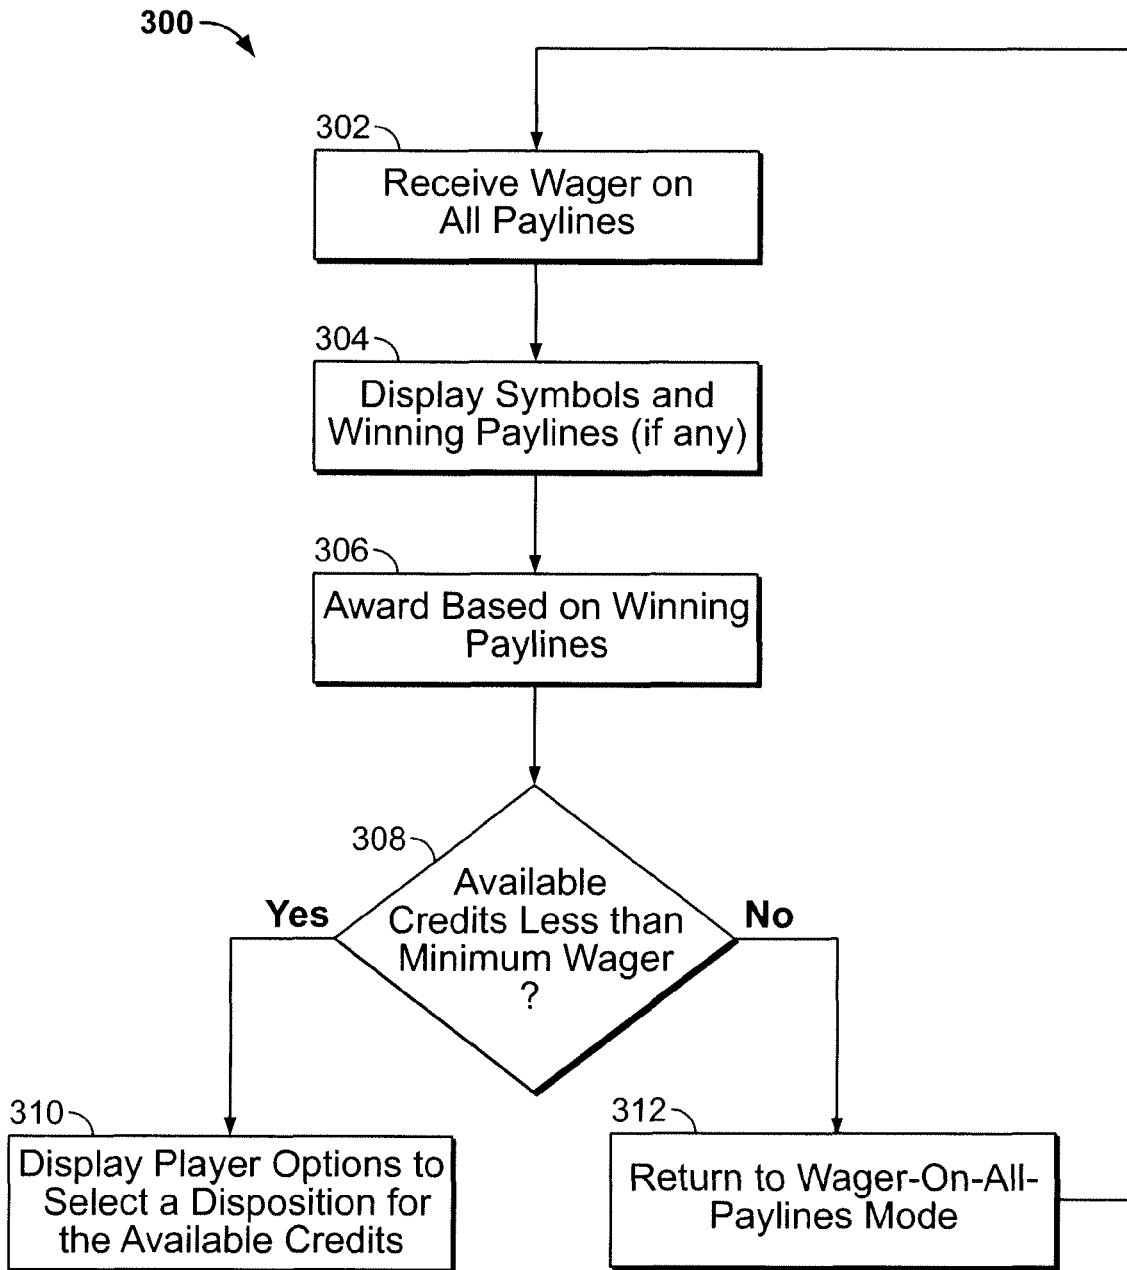 300
302
Receive Wager on
All Paylines
304
Display Symbols and
Winning Paylines (if any)
306
Award Based on Winning
Paylines
308
Available
Credits Less than
Minimum Wager
?
Yes
No
310
Display Player Options to
Select a Disposition for
the Available Credits
312
Return to Wager-On-All-
Paylines Mode